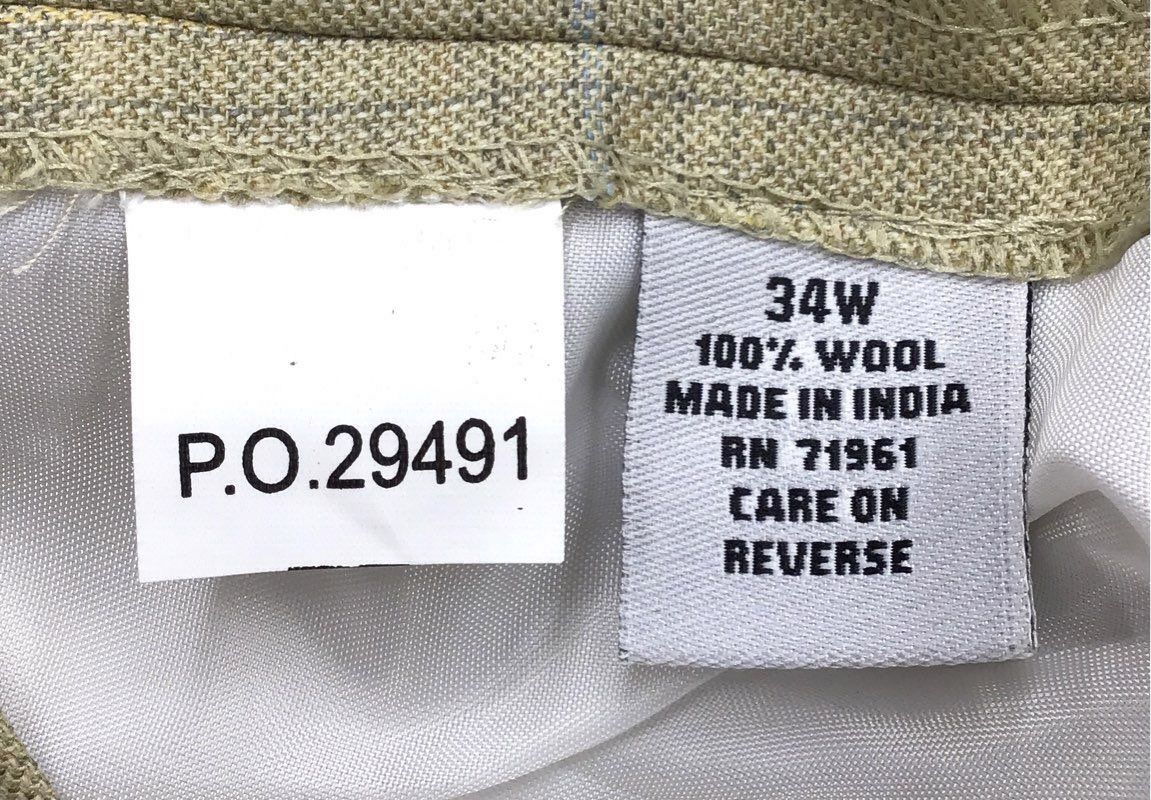 P.O.29491
34W
100% WOOL
MADE IN INDIA
RN 71961
CARE ON
REVERSE